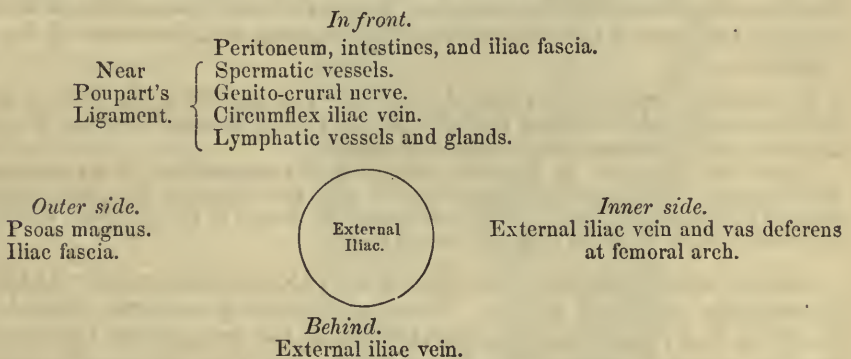 In front.
Peritoneum, intestines, and iliac fascia.
Near Poupart's Ligament.
Spermatic vessels.
Genito-crural nerve.
Circumflex iliac vein.
Lymphatic vessels and glands.
Outer side.
Psoas magnus.
Iliac fascia.
External
Iliac.
Inner side.
External iliac vein and vas deferens
at femoral arch.
Behind.
External iliac vein.